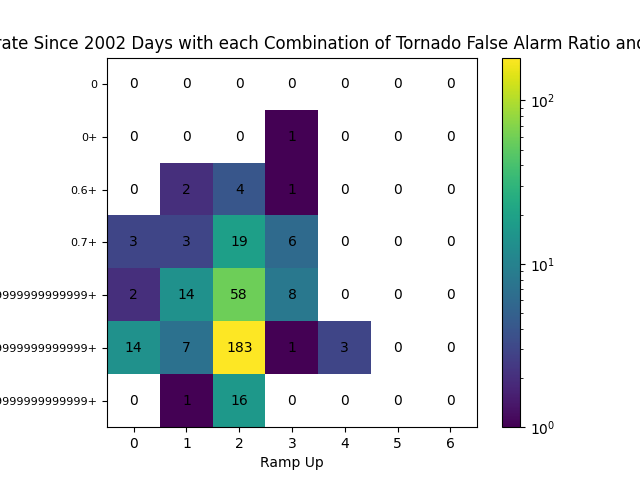 rate Since 2002 Days with each Combination of Tornado False Alarm Ratio and
0 0 0 0 0 0 0 0
0+ 0 0 0 1 0 0 0
0.6+ 0 2 4 1 0 0 0
0.7+ 3 3 19 6 0 0 0
9999999999999+ 2 14 58 8 0 0
9999999999999+ 14 7 183 1 3 0 0
9999999999999+ 0 1 16 0 0 0 0
0 1 2 3 4 5 6
Ramp Up
10²
10¹
10⁰